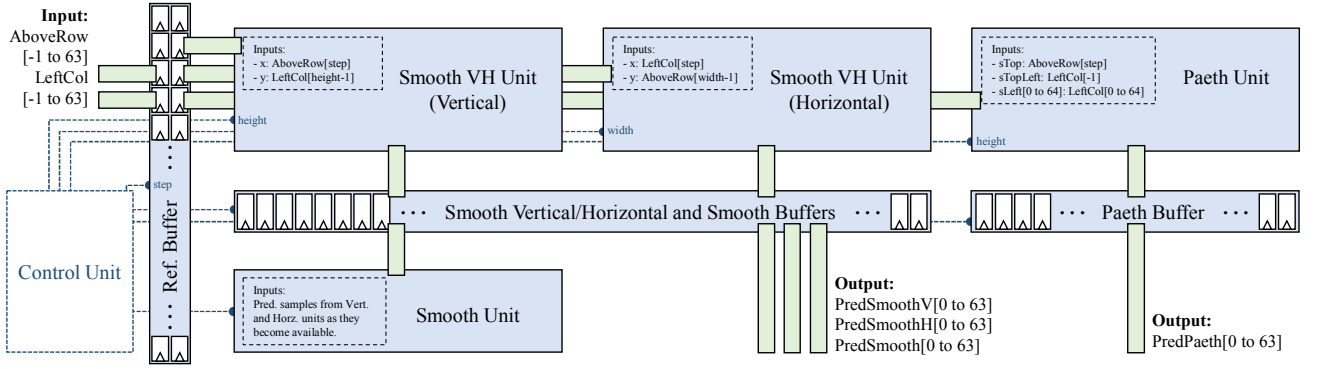 Input:
AboveRow
[-1 to 63]
LeftCol
[-1 to 63]
Inputs:
- x: AboveRow[step]
- y: LeftCol[height-1]
Smooth VH Unit
(Vertical)
height
Inputs:
- x: LeftCol[step]
- y: AboveRow[width-1]
Smooth VH Unit
(Horizontal)
width
Inputs:
- sTop: AboveRow[step]
- sTopLeft: LeftCol[-1]
- sLeft[0 to 64]: LeftCol[0 to 64]
Paeth Unit
height
step
Ref. Buffer
Control Unit
··· Smooth Vertical/Horizontal and Smooth Buffers ···
··· Paeth Buffer ···
Inputs:
Pred. samples from Vert.
and Horz. units as they
become available.
Smooth Unit
Output:
PredSmoothV[0 to 63]
PredSmoothH[0 to 63]
PredSmooth[0 to 63]
Output:
PredPaeth[0 to 63]